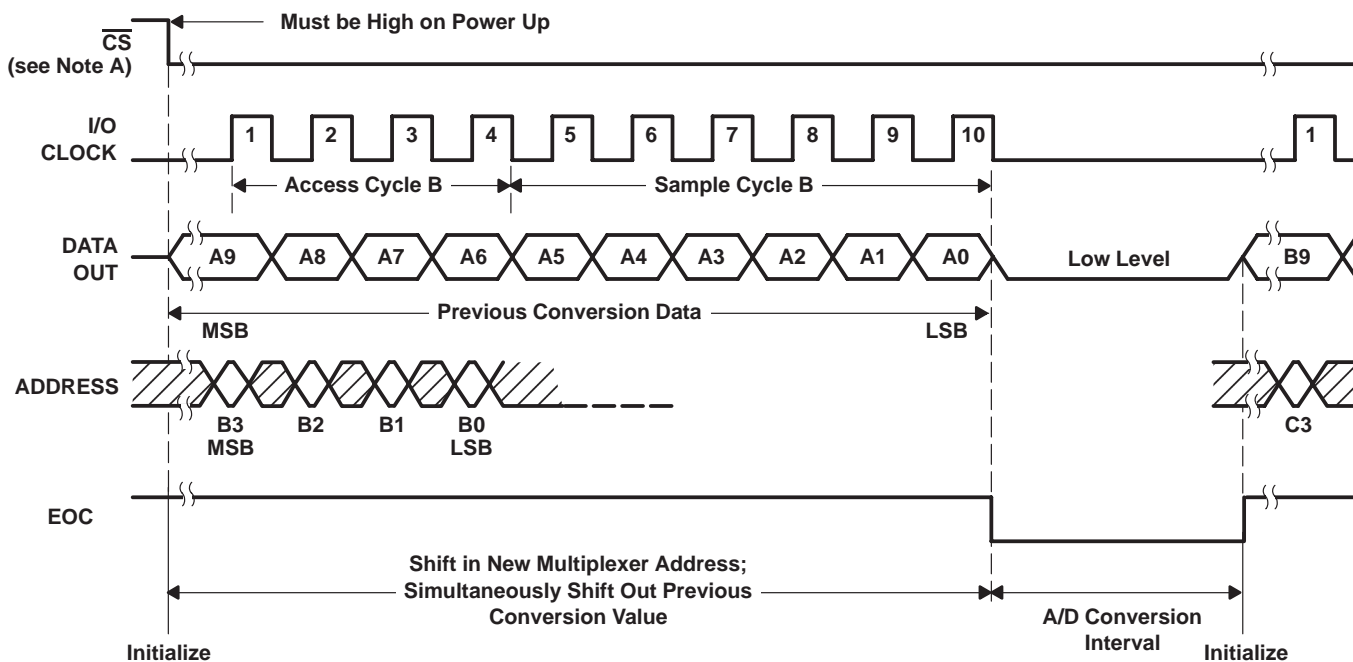 Must be High on Power Up
CS
(see Note A)
I/O
CLOCK
1 2 3 4 5 6 7 8 9 10 1
Access Cycle B Sample Cycle B
DATA
OUT
A9 A8 A7 A6 A5 A4 A3 A2 A1 A0 Low Level B9
Previous Conversion Data
MSB LSB
ADDRESS
B3 B2 B1 B0 C3
MSB LSB
EOC
Shift in New Multiplexer Address;
Simultaneously Shift Out Previous
Conversion Value
A/D Conversion
Interval
Initialize Initialize